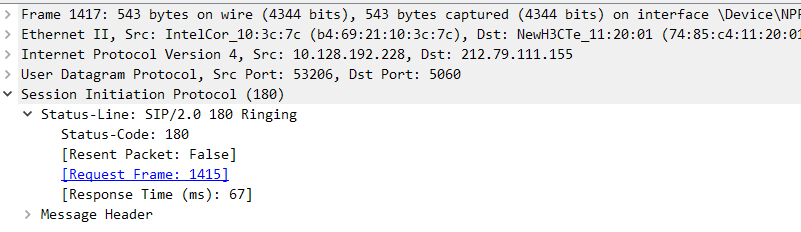 Frame 1417: 543 bytes on wire (4344 bits), 543 bytes captured (4344 bits) on interface \Device\NPF
Ethernet II, Src: IntelCor_10:3c:7c (b4:69:21:10:3c:7c), Dst: NewH3CTe_11:20:01 (74:85:c4:11:20:01
Internet Protocol Version 4, Src: 10.128.192.228, Dst: 212.79.111.155
User Datagram Protocol, Src Port: 53206, Dst Port: 5060
Session Initiation Protocol (180)
Status-Line: SIP/2.0 180 Ringing
Status-Code: 180
[Resent Packet: False]
[Request Frame: 1415]
[Response Time (ms): 67]
Message Header